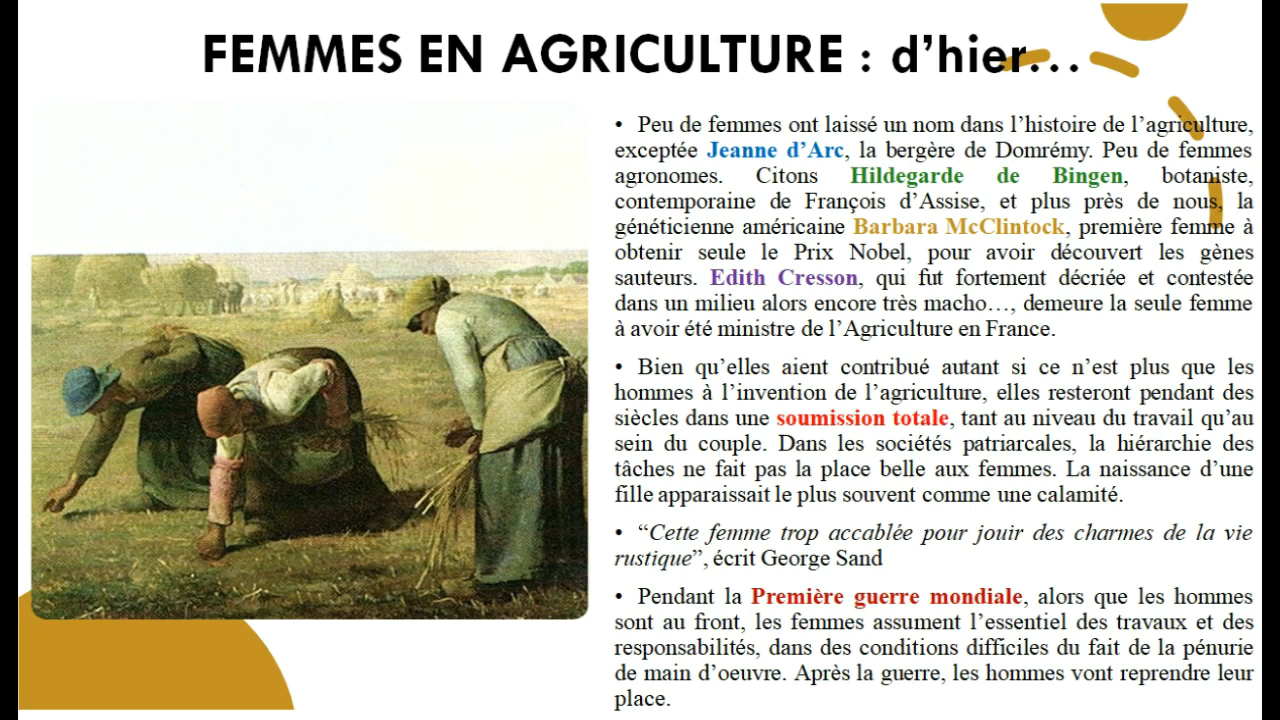 FEMMES EN AGRICULTURE : d’hier…
• Peu de femmes ont laissé un nom dans l’histoire de l’agriculture,
exceptée Jeanne d’Arc, la bergère de Domrémy. Peu de femmes
agronomes. Citons Hildegarde de Bingen, botaniste,
contemporaine de François d’Assise, et plus près de nous, la
généticienne américaine Barbara McClintock, première femme à
obtenir seule le Prix Nobel, pour avoir découvert les gènes
sauteurs. Edith Cresson, qui fut fortement décriée et contestée
dans un milieu alors encore très macho…, demeure la seule femme
à avoir été ministre de l’Agriculture en France.
• Bien qu’elles aient contribué autant si ce n’est plus que les
hommes à l’invention de l’agriculture, elles resteront pendant des
siècles dans une soumission totale, tant au niveau du travail qu’au
sein du couple. Dans les sociétés patriarcales, la hiérarchie des
tâches ne fait pas la place belle aux femmes. La naissance d’une
fille apparaissait le plus souvent comme une calamité.
• “Cette femme trop accablée pour jouir des charmes de la vie
rustique”, écrit George Sand
• Pendant la Première guerre mondiale, alors que les hommes
sont au front, les femmes assument l’essentiel des travaux et des
responsabilités, dans des conditions difficiles du fait de la pénurie
de main d’oeuvre. Après la guerre, les hommes vont reprendre leur
place.